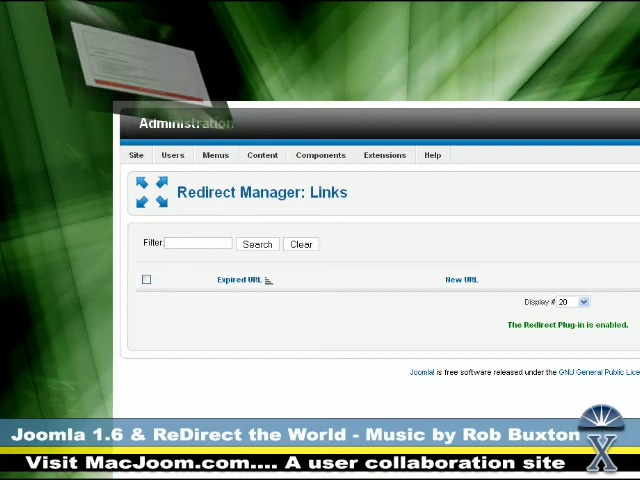 Administration
Site Users Menus Content Components Extensions Help
Redirect Manager: Links
Filter: Search Clear
Expired URL New URL
Display # 20
The Redirect Plug-in is enabled.
Joomla! is free software released under the GNU General Public Lice
Joomla 1.6 & ReDirect the World - Music by Rob Buxton
Visit MacJoom.com.... A user collaboration site
X